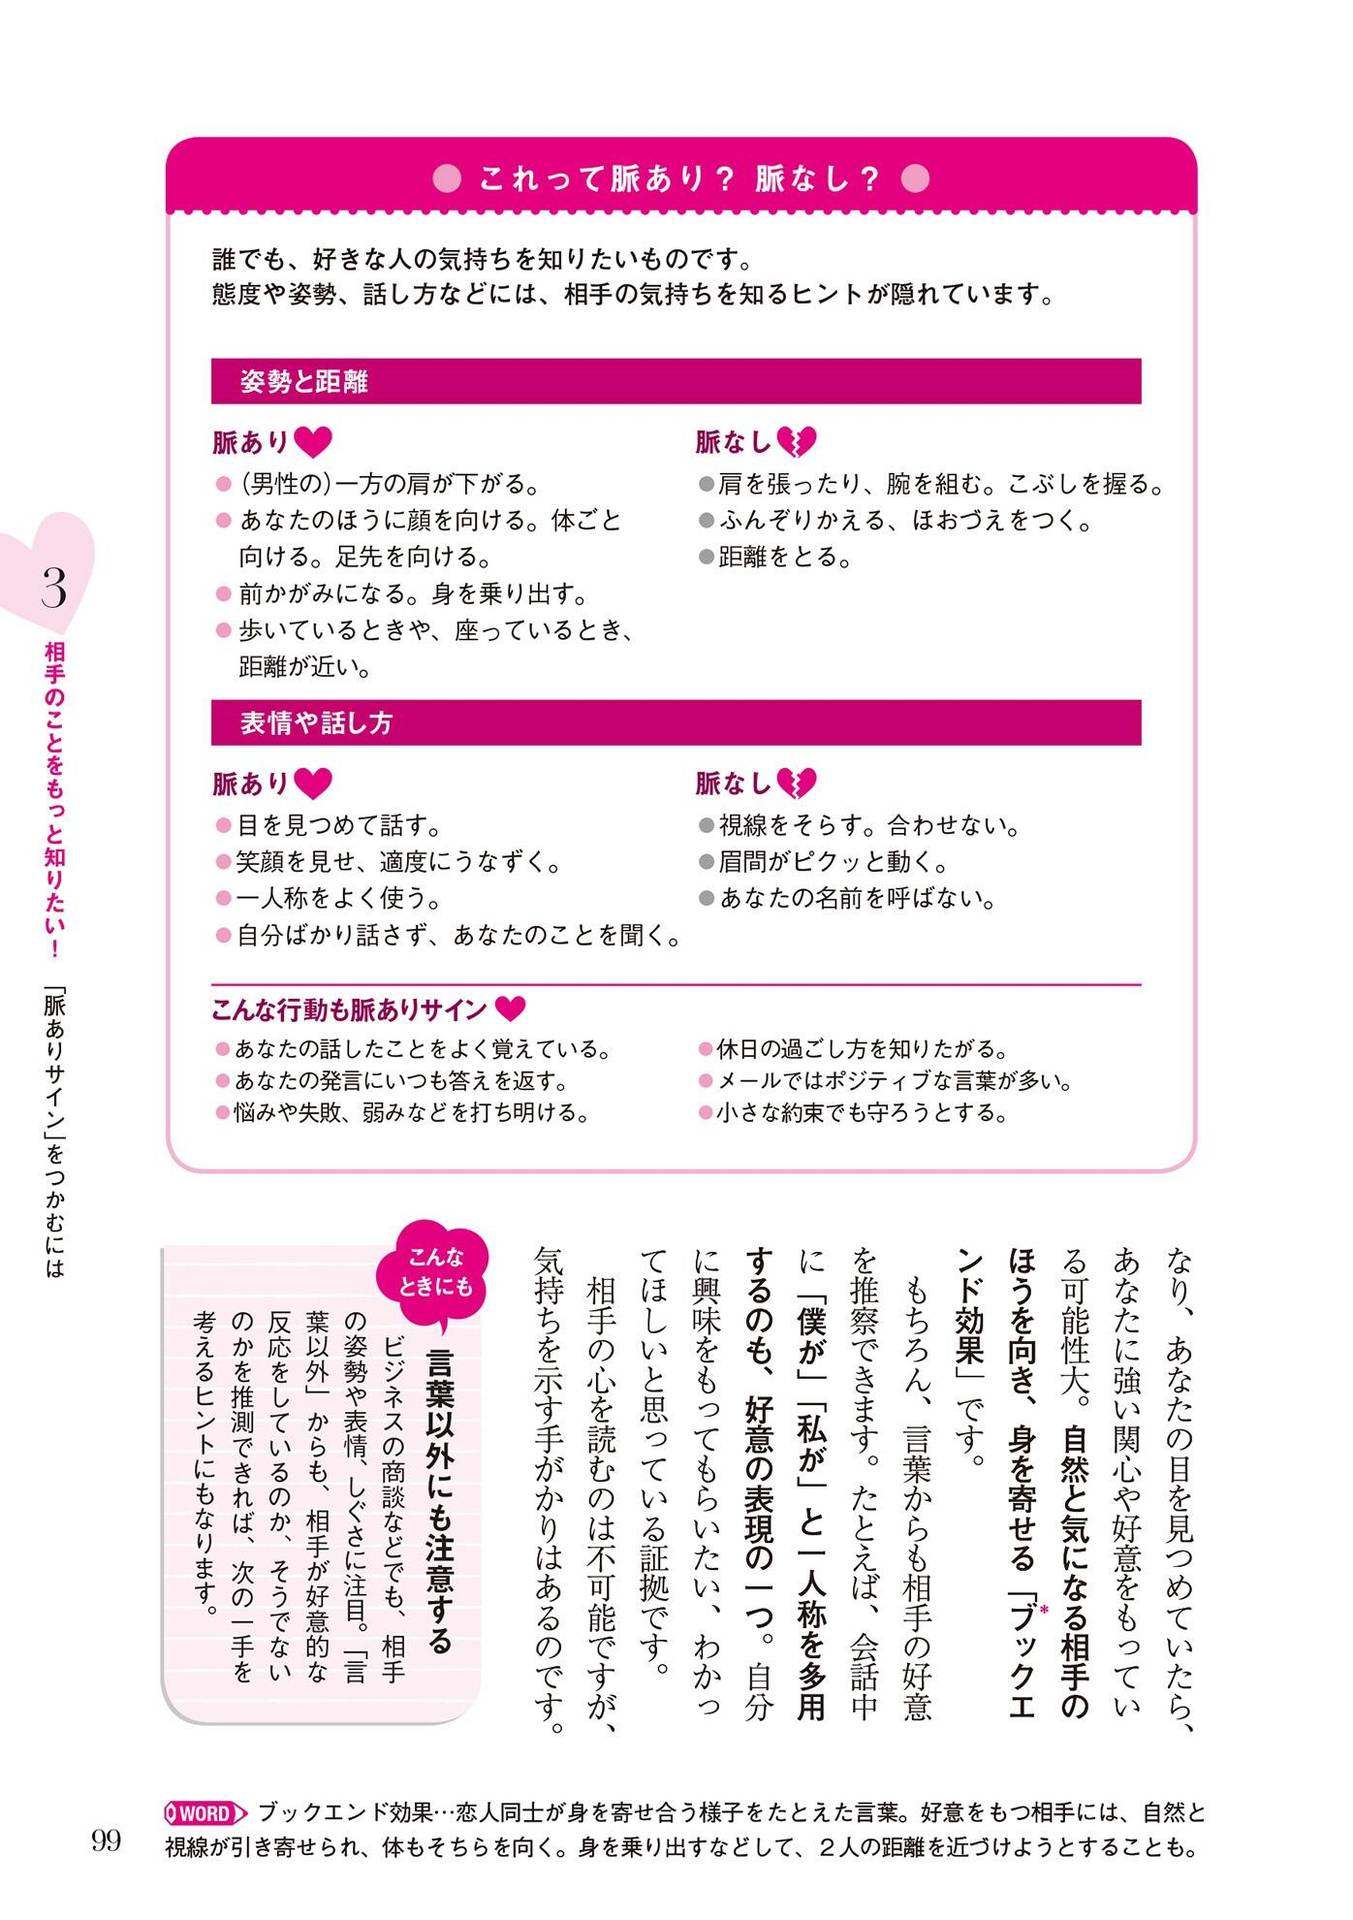 これって脈あり？ 脈なし？
誰でも、好きな人の気持ちを知りたいものです。
態度や姿勢、話し方などには、相手の気持ちを知るヒントが隠れています。
姿勢と距離
脈あり
●（男性の）一方の肩が下がる。
●あなたのほうに顔を向ける。体ごと
向ける。足先を向ける。
●前かがみになる。身を乗り出す。
●歩いているときや、座っているとき、
距離が近い。
脈なし
●肩を張ったり、腕を組む。こぶしを握る。
●ふんぞりかえる、ほおづえをつく。
●距離をとる。
表情や話し方
脈あり
●目を見つめて話す。
●笑顔を見せ、適度にうなずく。
●一人称をよく使う。
●自分ばかり話さず、あなたのことを聞く。
脈なし
●視線をそらす。合わせない。
●眉間がピクッと動く。
●あなたの名前を呼ばない。
こんな行動も脈ありサイン
●あなたの話したことをよく覚えている。
●あなたの発言にいつも答えを返す。
●悩みや失敗、弱みなどを打ち明ける。
●休日の過ごし方を知りたがる。
●メールではポジティブな言葉が多い。
●小さな約束でも守ろうとする。
3
相手のことをもっと知りたい！ 「脈ありサイン」をつかむには
なり、あなたの目を見つめていたら、
あなたに強い関心や好意をもってい
る可能性大。自然と気になる相手の
ほうを向き、身を寄せる「ブックエ
ンド効果」です。
*
もちろん、言葉からも相手の好意
を推察できます。たとえば、会話中
に「僕が」「私が」と一人称を多用
するのも、好意の表現の一つ。自分
に興味をもってもらいたい、わかっ
てほしいと思っている証拠です。
相手の心を読むのは不可能ですが、
気持ちを示す手がかりはあるのです。
こんな
ときにも
言葉以外にも注意する
ビジネスの商談などでも、相手
の姿勢や表情、しぐさに注目。「言
葉以外」からも、相手が好意的な
反応をしているのか、そうでない
のかを推測できれば、次の一手を
考えるヒントにもなります。
WORD ブックエンド効果…恋人同士が身を寄せ合う様子をたとえた言葉。好意をもつ相手には、自然と
視線が引き寄せられ、体もそちらを向く。身を乗り出すなどして、２人の距離を近づけようとすることも。
99